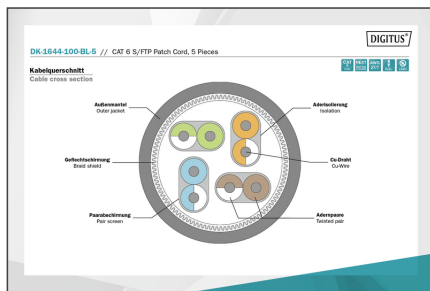 DIGITUS®
DK-1644-100-BL-5 // CAT 6 S/FTP Patch Cord, 5 Pieces
Kabelquerschnitt
Cable cross section
Außenmantel
Outer jacket
Aderisolierung
Isolation
Geflechtschirmung
Braid shield
Cu-Draht
Cu-Wire
Paarabschirmung
Pair screen
Adernpaare
Twisted pair